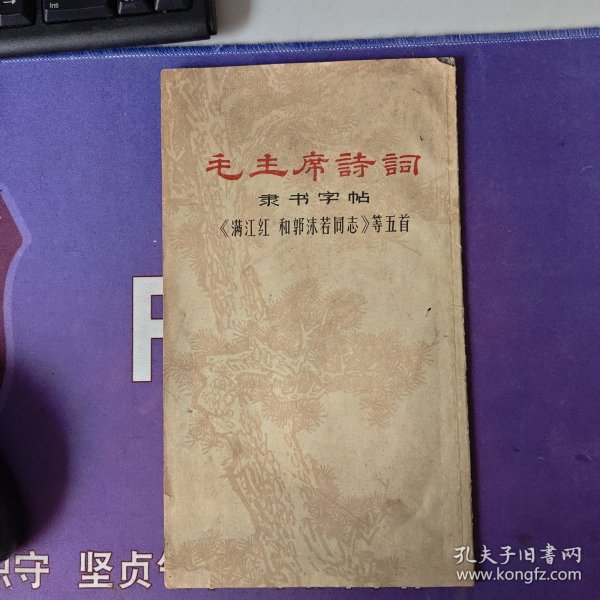 毛主席詩詞
隶书字帖
《满江红 和郭沫若同志》等五首
守 坚贞
孔夫子旧书网
www.kongfz.com